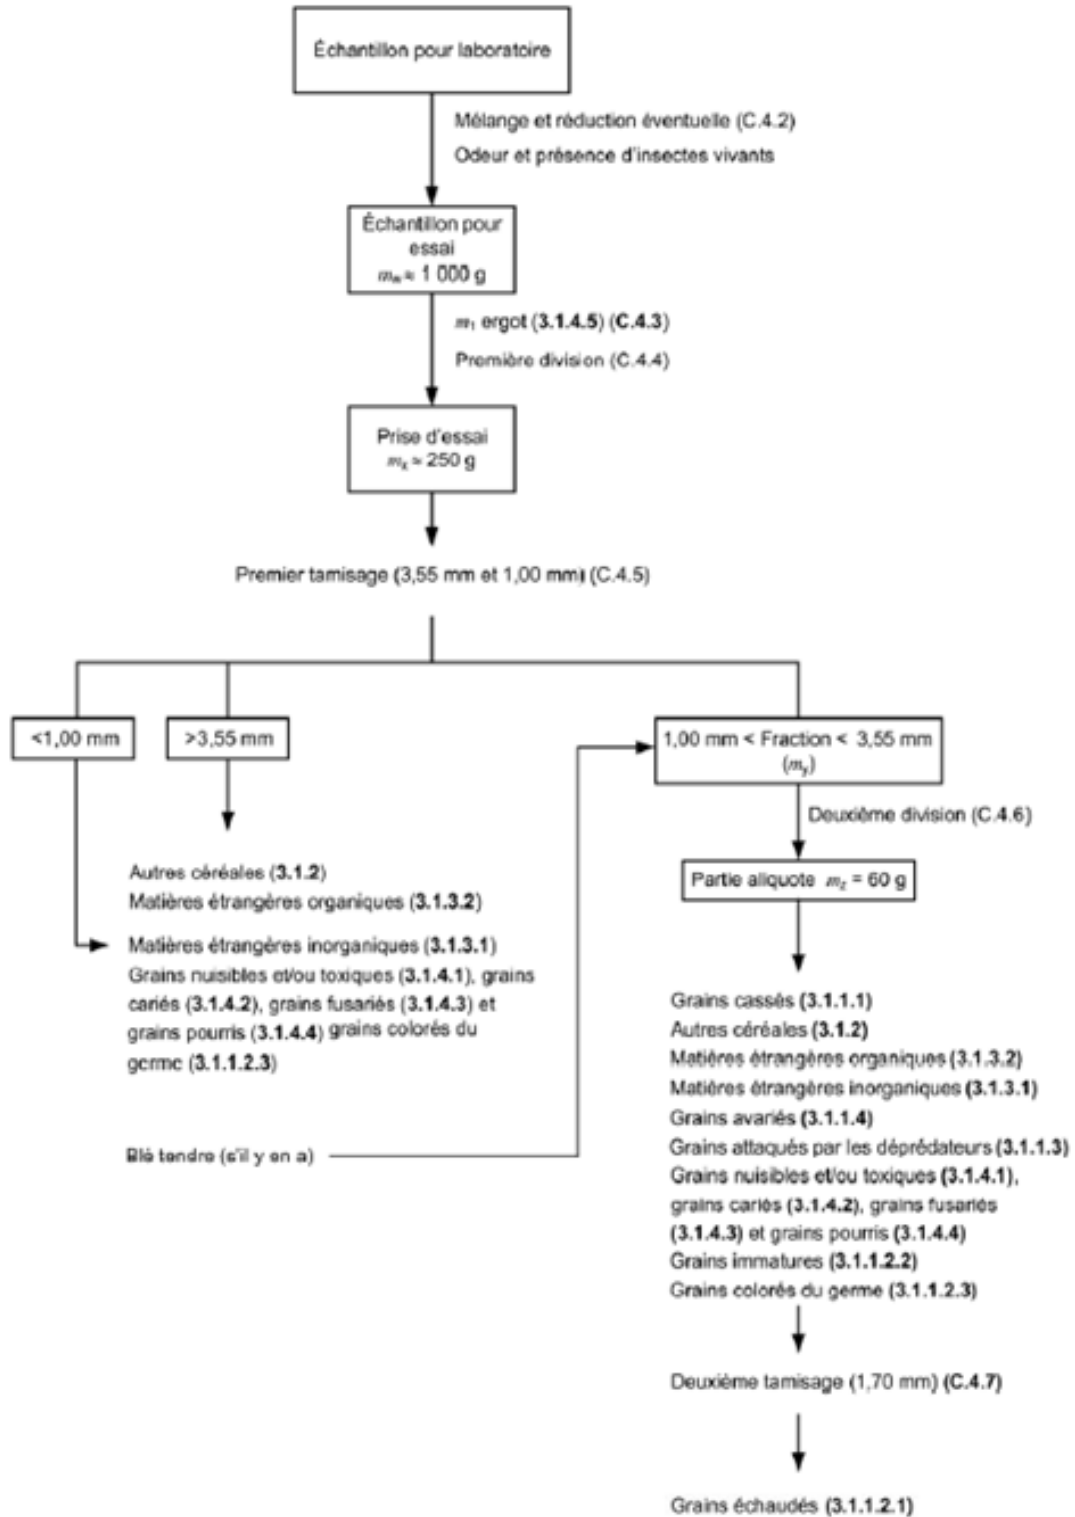 Échantillon pour laboratoire
Mélange et réduction éventuelle (C.4.2)
Odeur et présence d'insectes vivants
Échantillon pour
essai
≈ 1 000 g
m₁ ergot (3.1.4.5) (C.4.3)
Première division (C.4.4)
Prise d'essai
mₓ ≈ 250 g
Premier tamisage (3,55 mm et 1,00 mm) (C.4.5)
<1,00 mm
>3,55 mm
1,00 mm < Fraction < 3,55 mm
(mᵧ)
Deuxième division (C.4.6)
Partie aliquote m_z = 60 g
Autres céréales (3.1.2)
Matières étrangères organiques (3.1.3.2)
Matières étrangères inorganiques (3.1.3.1)
Grains nuisibles et/ou toxiques (3.1.4.1), grains
cariés (3.1.4.2), grains fusariés (3.1.4.3) et
grains pourris (3.1.4.4) grains colorés du
germe (3.1.1.2.3)
Blé tendre (s'il y en a)
Grains cassés (3.1.1.1)
Autres céréales (3.1.2)
Matières étrangères organiques (3.1.3.2)
Matières étrangères inorganiques (3.1.3.1)
Grains avariés (3.1.1.4)
Grains attaqués par les déprédateurs (3.1.1.3)
Grains nuisibles et/ou toxiques (3.1.4.1),
grains cariés (3.1.4.2), grains fusariés
(3.1.4.3) et grains pourris (3.1.4.4)
Grains immatures (3.1.1.2.2)
Grains colorés du germe (3.1.1.2.3)
Deuxième tamisage (1,70 mm) (C.4.7)
Grains échaudés (3.1.1.2.1)